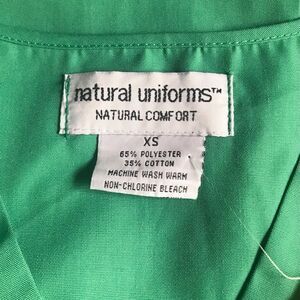 natural uniforms™
NATURAL COMFORT
XS
65% POLYESTER
35% COTTON
MACHINE WASH WARM
NON-CHLORINE BLEACH